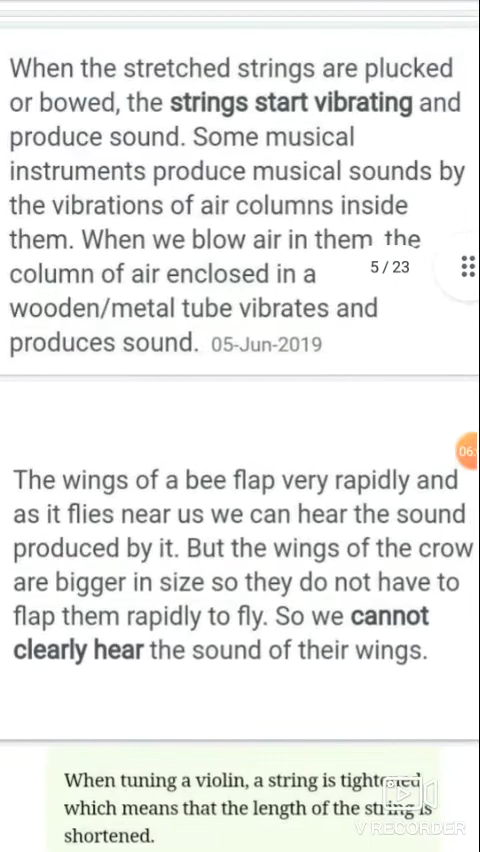 When the stretched strings are plucked
or bowed, the strings start vibrating and
produce sound. Some musical
instruments produce musical sounds by
the vibrations of air columns inside
them. When we blow air in them the
column of air enclosed in a
5 / 23
wooden/metal tube vibrates and
produces sound. 05-Jun-2019
06:
The wings of a bee flap very rapidly and
as it flies near us we can hear the sound
produced by it. But the wings of the crow
are bigger in size so they do not have to
flap them rapidly to fly. So we cannot
clearly hear the sound of their wings.
When tuning a violin, a string is tightened
which means that the length of the string is
shortened.
V RECORDER